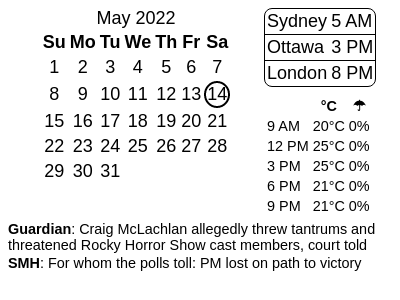 May 2022
Su Mo Tu We Th Fr Sa
1 2 3 4 5 6 7
8 9 10 11 12 13 14
15 16 17 18 19 20 21
22 23 24 25 26 27 28
29 30 31
Sydney 5 AM
Ottawa 3 PM
London 8 PM
°C ☂
9 AM 20°C 0%
12 PM 25°C 0%
3 PM 25°C 0%
6 PM 21°C 0%
9 PM 21°C 0%
Guardian: Craig McLachlan allegedly threw tantrums and
threatened Rocky Horror Show cast members, court told
SMH: For whom the polls toll: PM lost on path to victory